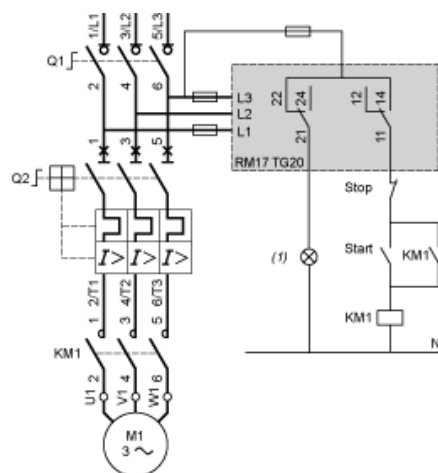 1/L1 3/L2 5/L3
Q1
2 4 6
L3
L2
L1
22 24 12 14
21 11
RM17 TG20
1 3 5
Q2
I> I> I>
2/T1 4/T2 6/T3
Stop
(1)
Start KM1
KM1
N
1 3 5
KM1
2 4 6
U1 V1 W1
M1
3 ~